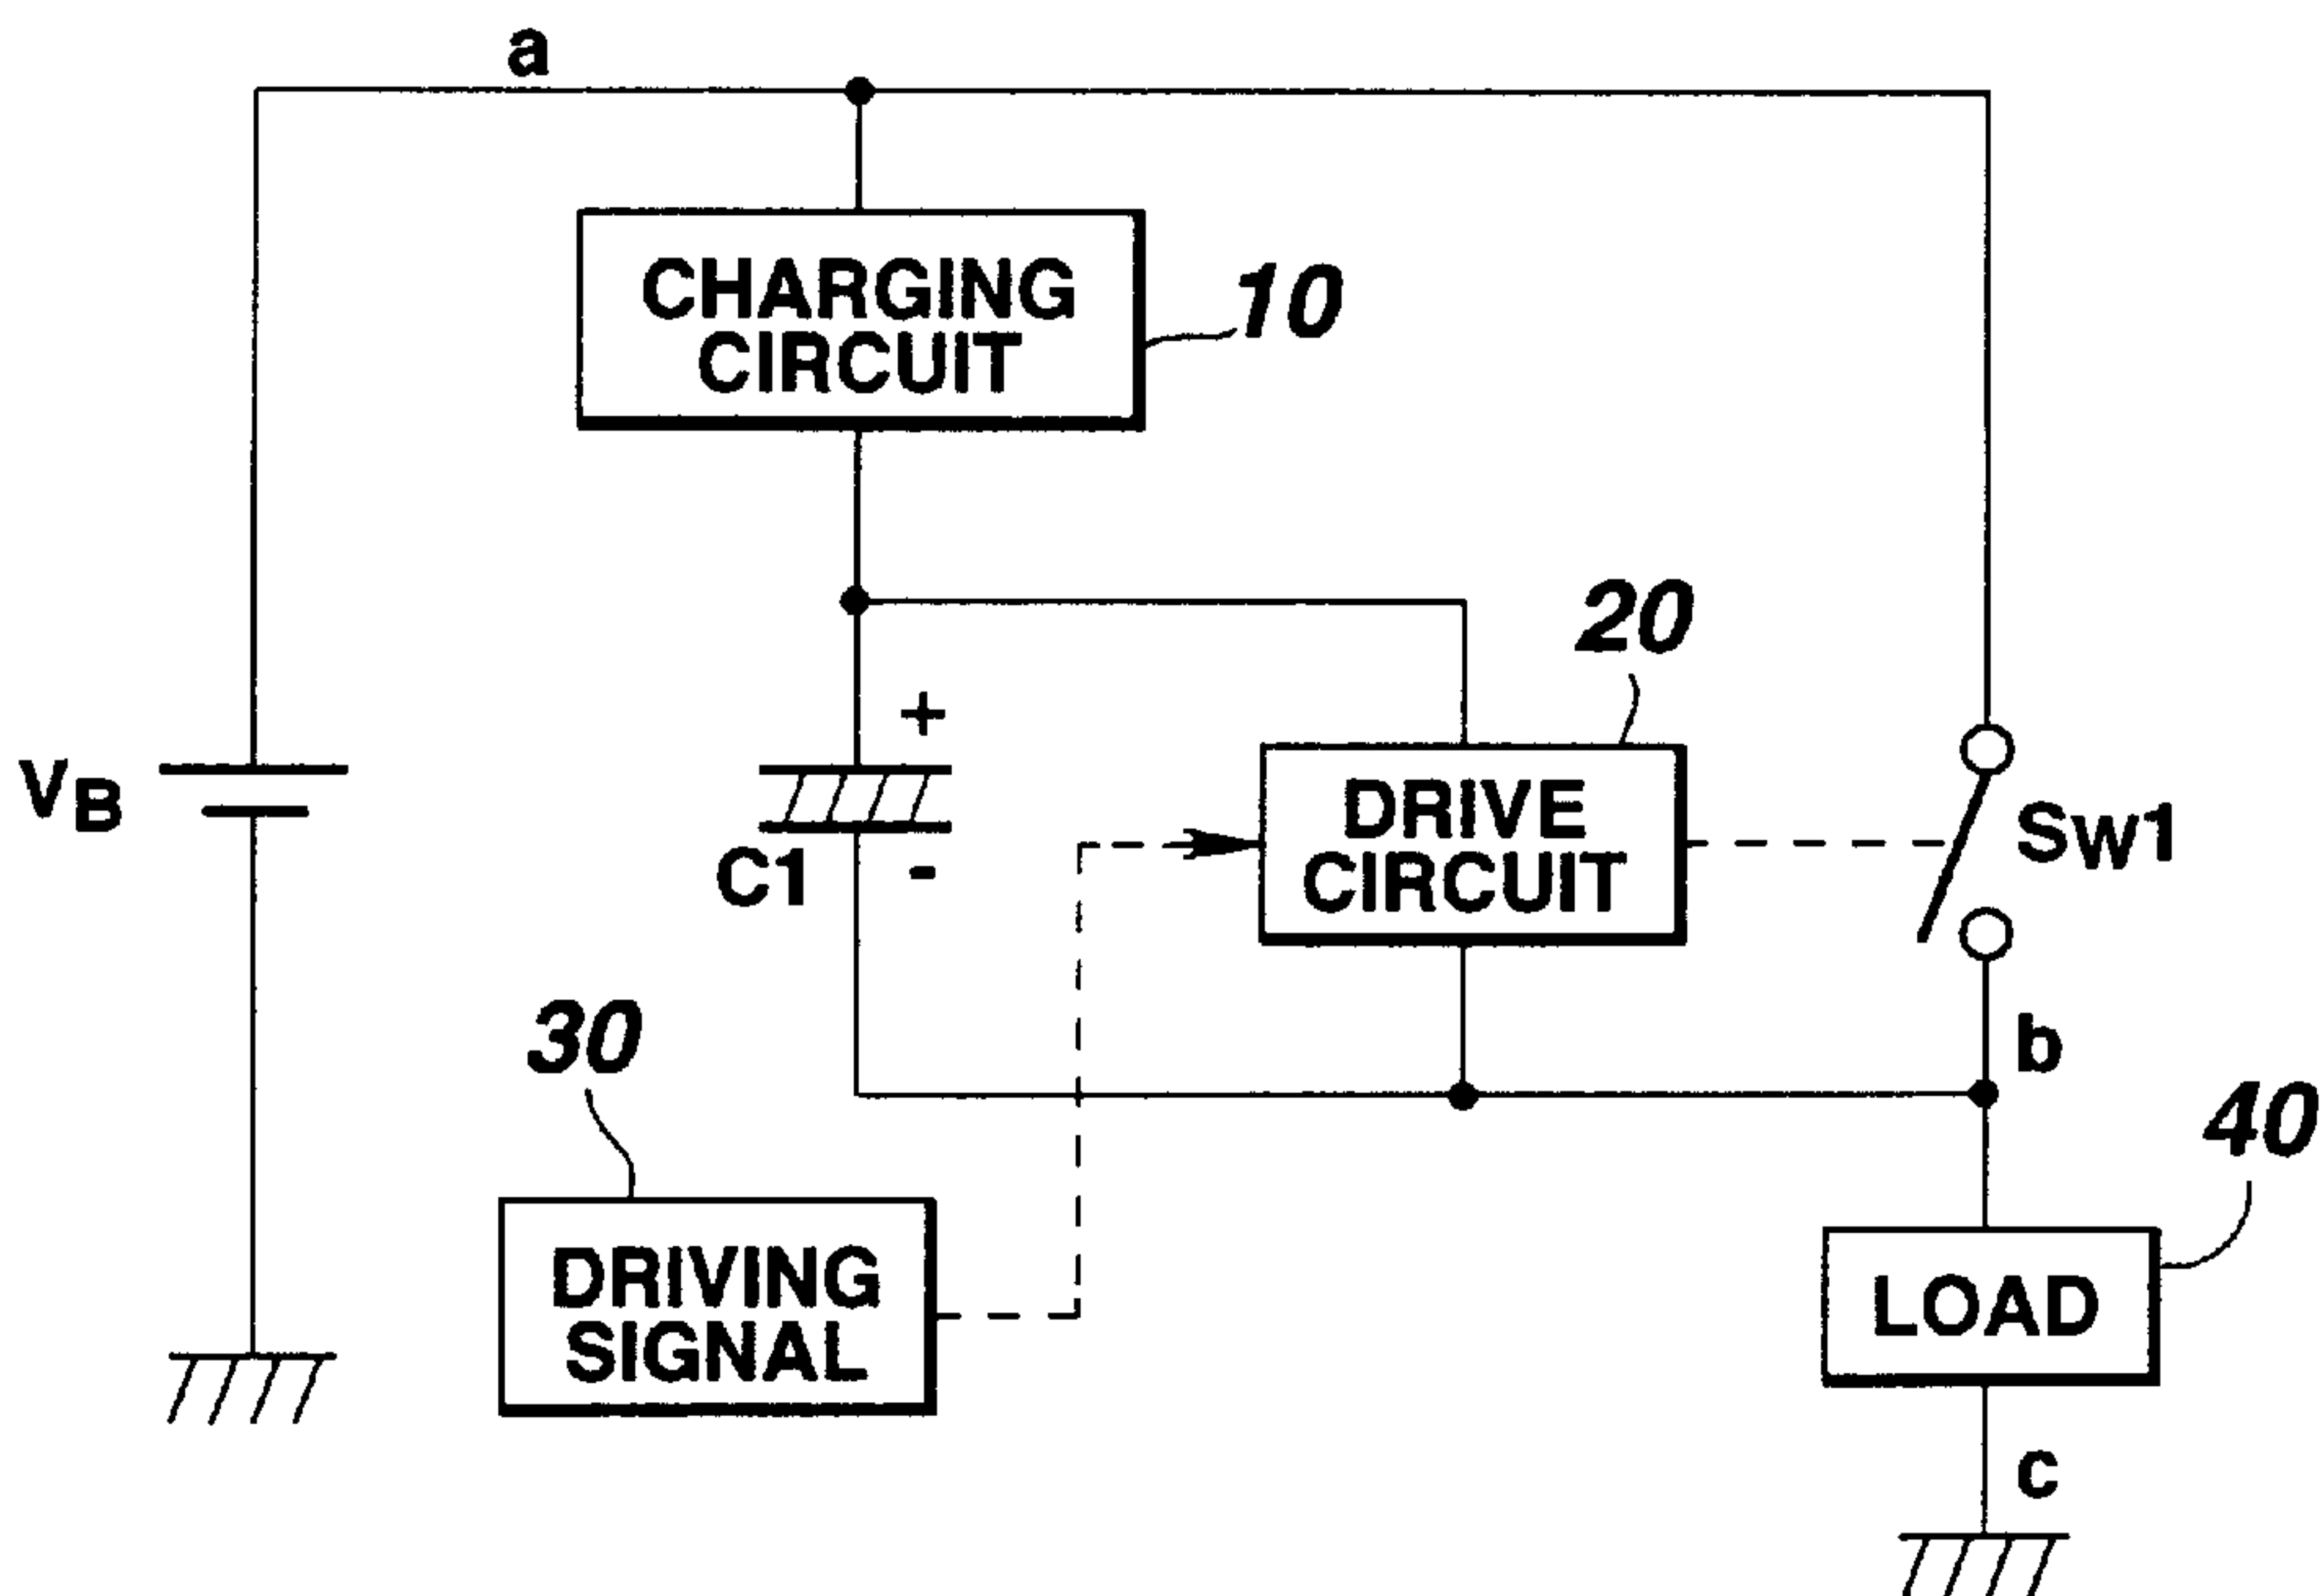 a
CHARGING
CIRCUIT
10
20
+
VB
DRIVE
CIRCUIT
SW1
C1
-
30
b
40
DRIVING
SIGNAL
LOAD
c